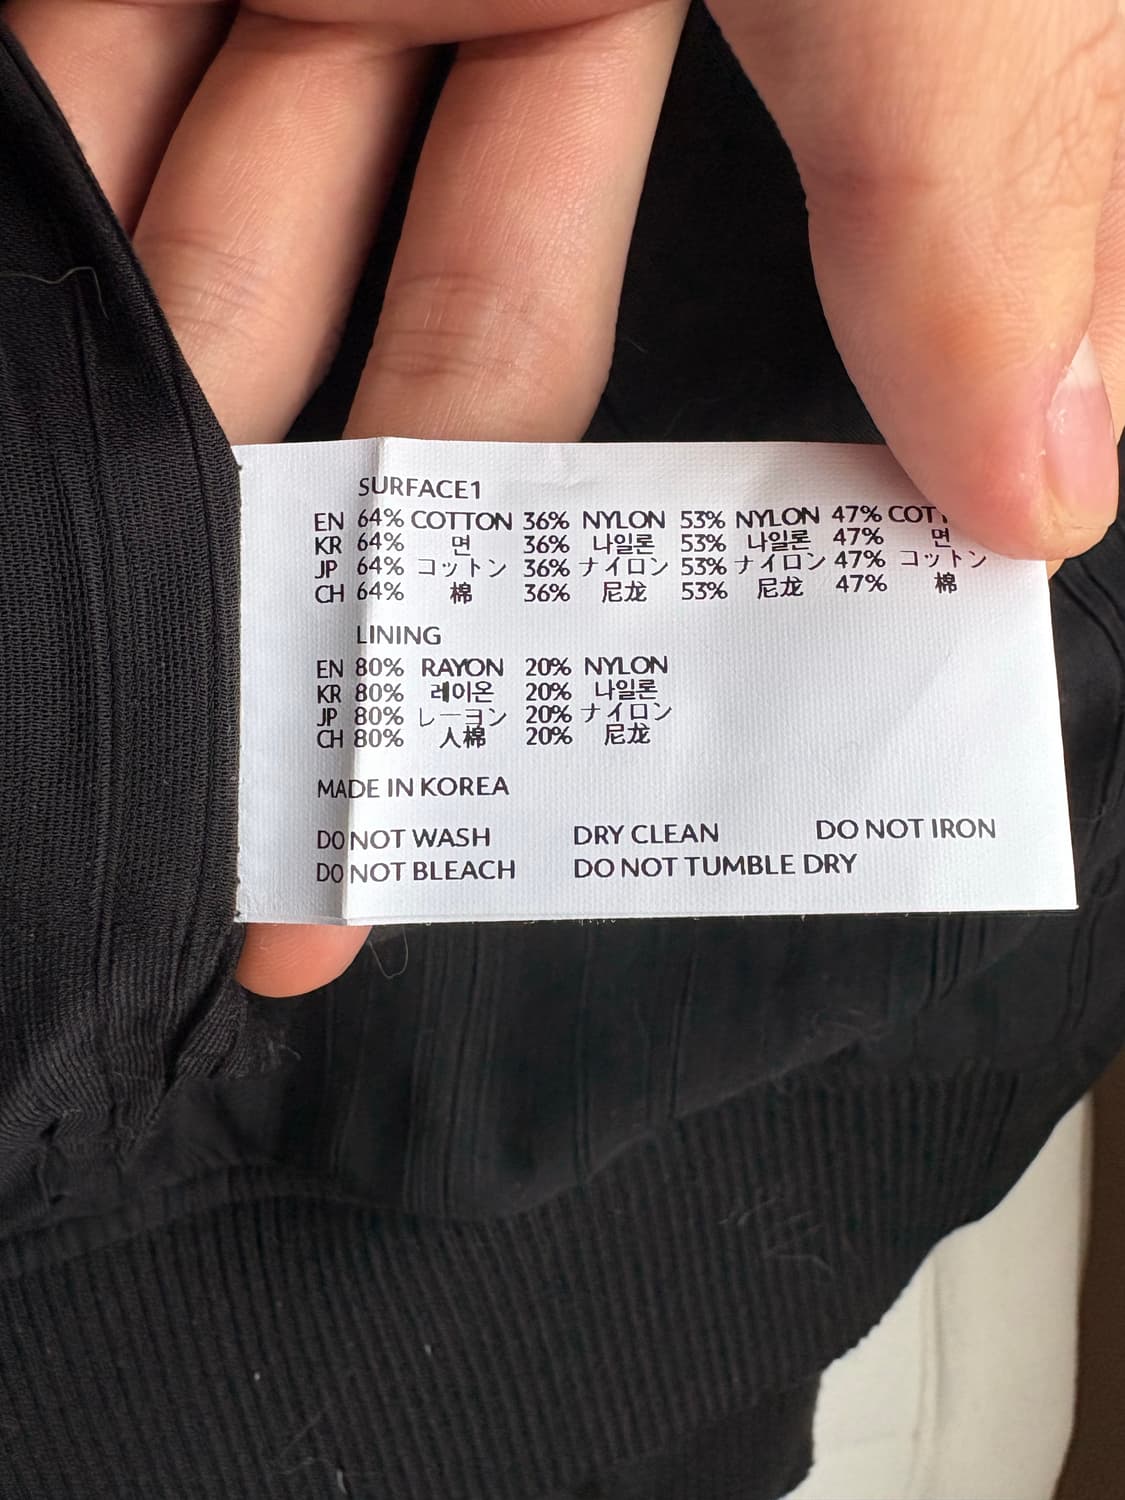 SURFACE1
EN 64% COTTON 36% NYLON 53% NYLON 47%
KR 64% 면 36% 나일론 53% 나일론 47% 면
JP 64% コットン 36% ナイロン 53% ナイロン 47% コットン
CH 64% 棉 36% 尼龙 53% 尼龙 47% 棉
LINING
EN 80% RAYON 20% NYLON
KR 80% 레이온 20% 나일론
JP 80% レーヨン 20% ナイロン
CH 80% 人棉 20% 尼龙
MADE IN KOREA
DO NOT WASH DRY CLEAN DO NOT IRON
DO NOT BLEACH DO NOT TUMBLE DRY